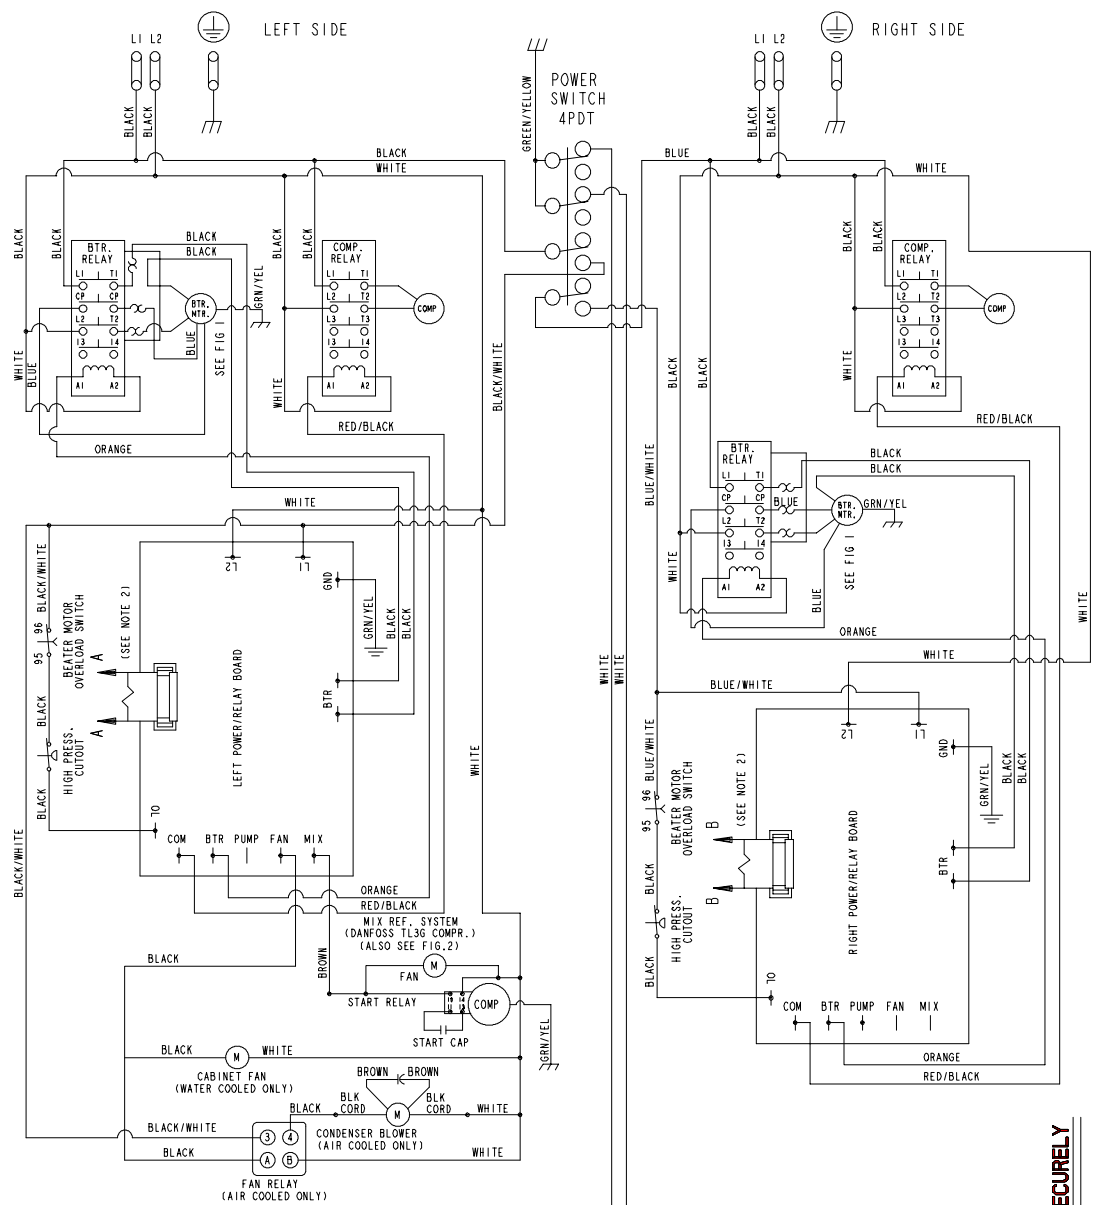 LEFT SIDE
RIGHT SIDE
L1 L2
L1 L2
POWER
SWITCH
4PDT
GREEN/YELLOW
BLACK
BLACK
BLACK
BLACK
BLACK
WHITE
BLUE
WHITE
BLACK
BLACK
BLACK
BLACK
BLACK
BLACK
BLACK
BLACK
BTR.
RELAY
L1 T1
CP CP
L2 T2
13 14
A1 A2
BTR.
MTR.
GRN/YEL
BLUE
SEE FIG 1
WHITE
BLUE
COMP.
RELAY
L1 T1
L2 T2
L3 T3
13 14
A1 A2
COMP
WHITE
BLACK/WHITE
RED/BLACK
ORANGE
WHITE
COMP.
RELAY
L1 T1
L2 T2
L3 T3
13 14
A1 A2
COMP
WHITE
RED/BLACK
BLACK
BLACK
BLACK
BLACK
BTR.
RELAY
L1 T1
CP CP
L2 T2
13 14
A1 A2
BLUE
BTR.
MTR.
GRN/YEL
SEE FIG 1
BLUE
WHITE
BLUE/WHITE
ORANGE
WHITE
WHITE
BLUE/WHITE
WHITE
WHITE
L2
L1
GND
GRN/YEL
BLACK
BLACK
BTR
BLACK/WHITE
95 96
BEATER MOTOR
OVERLOAD SWITCH
(SEE NOTE 2)
A
A
BLACK
HIGH PRESS.
CUTOUT
BLACK
LEFT POWER/RELAY BOARD
OL
COM BTR PUMP FAN MIX
WHITE
BLACK/WHITE
ORANGE
RED/BLACK
MIX REF. SYSTEM
(DANFOSS TL3G COMPR.)
(ALSO SEE FIG.2)
BLACK
BROWN
FAN
M
START RELAY
COMP
START CAP
GRN/YEL
BLACK
M
WHITE
CABINET FAN
(WATER COOLED ONLY)
BROWN
BROWN
BLACK
BLK
CORD
M
BLK
CORD
WHITE
CONDENSER BLOWER
(AIR COOLED ONLY)
BLACK/WHITE
3 4
BLACK
A B
WHITE
FAN RELAY
(AIR COOLED ONLY)
L2
L1
GND
GRN/YEL
BLACK
BLACK
BTR
BLUE/WHITE
95 96
BEATER MOTOR
OVERLOAD SWITCH
(SEE NOTE 2)
B
B
BLACK
HIGH PRESS.
CUTOUT
BLACK
RIGHT POWER/RELAY BOARD
OL
COM BTR PUMP FAN MIX
ORANGE
RED/BLACK
ECURELY